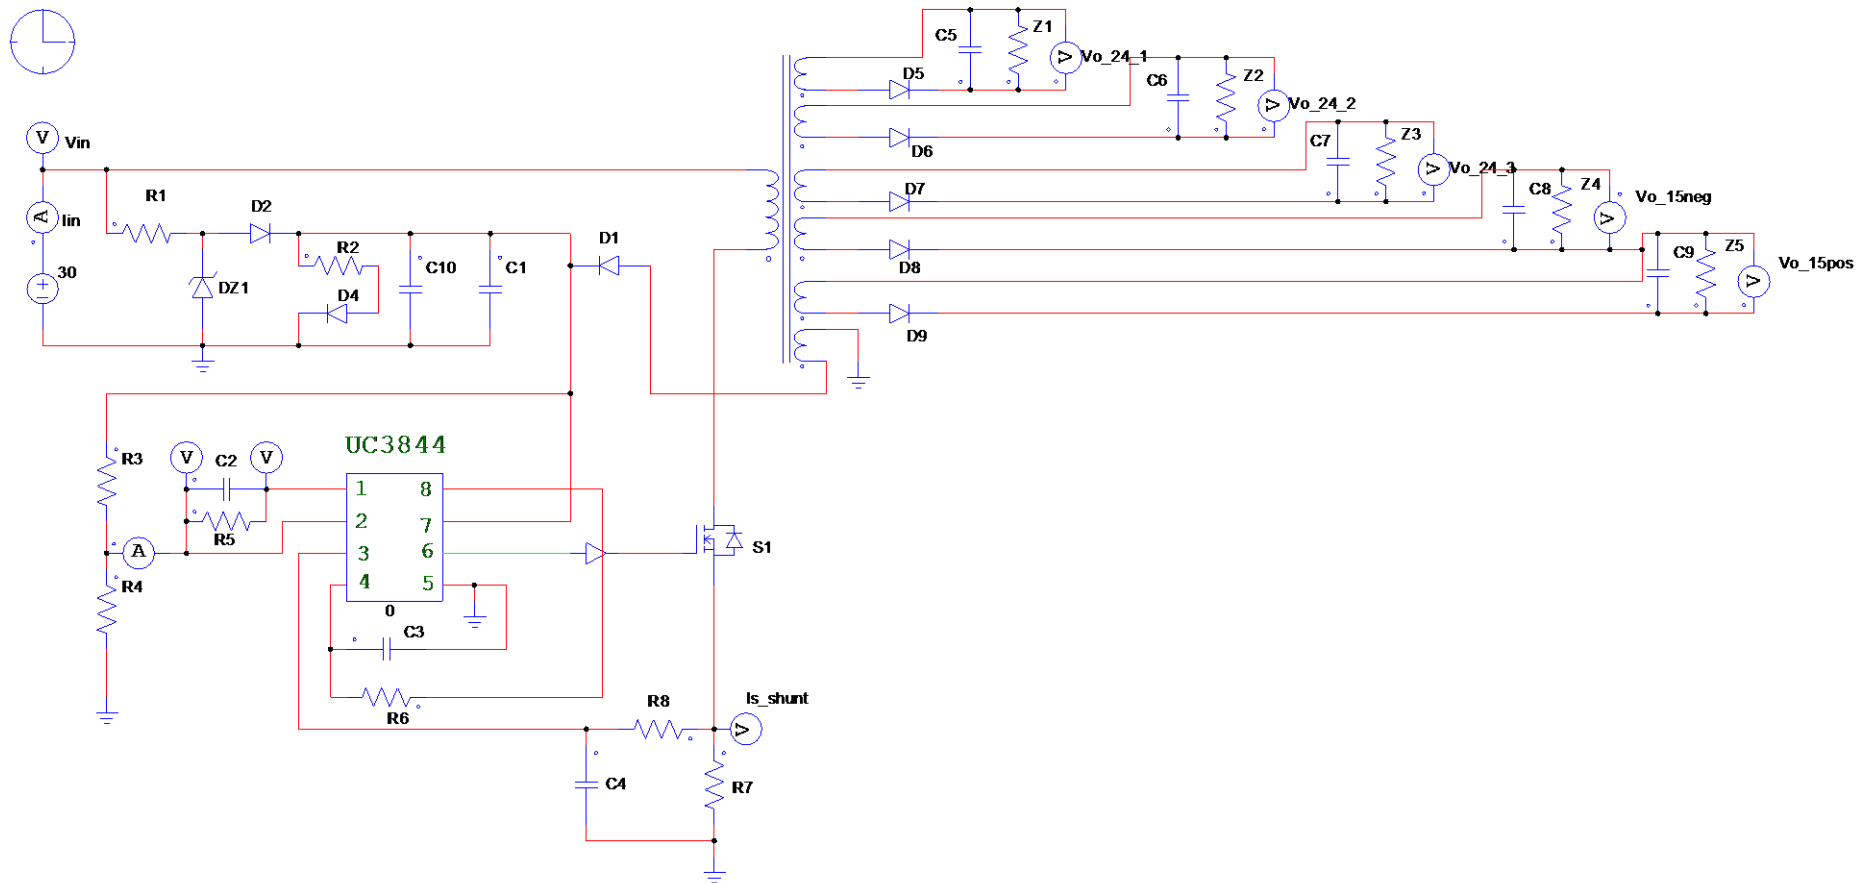 C5
Z1
V
Vo_24_1
D5
C6
Z2
V
Vo_24_2
D6
C7
Z3
V
Vo_24_3
D7
C8
Z4
V
Vo_15neg
D8
C9
Z5
V
Vo_15pos
D9
V
Vin
A
Iin
30
R1
D2
R2
D4
DZ1
C10
C1
D1
UC3844
R3
V
C2
V
R5
A
R4
1 8
2 7
3 6
4 5
0
C3
R6
S1
R8
Is_shunt
V
C4
R7